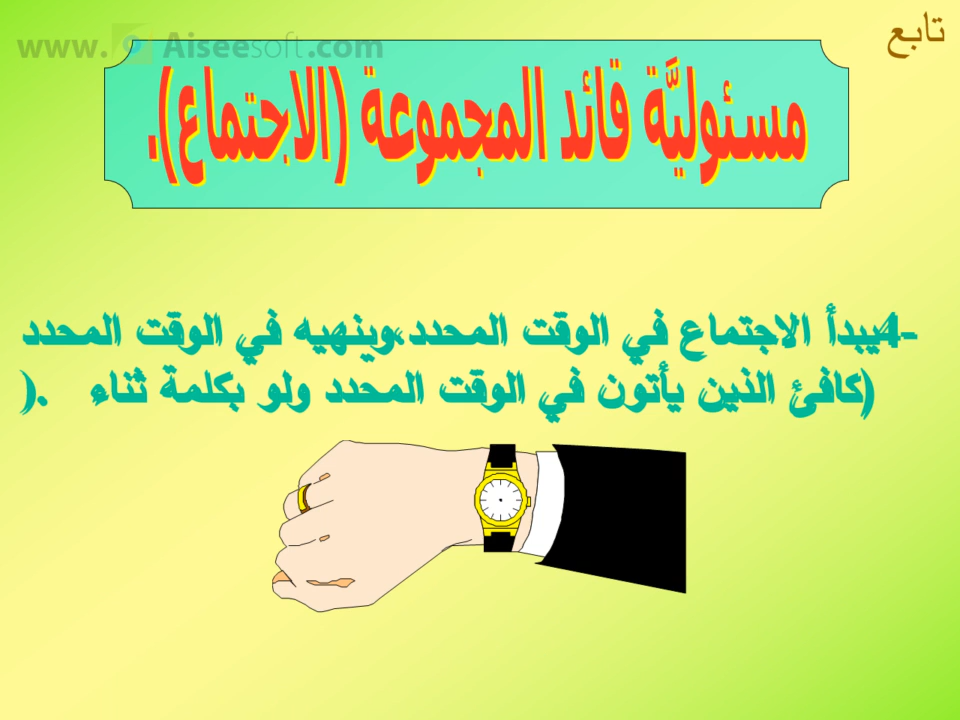 تابع
www.Aiseesoft.com
مسئوليَّة قائد المجموعة (الاجتماع).
4-يبدأ الاجتماع في الوقت المحدد،وينهيه في الوقت المحدد
(كافئ الذين يأتون في الوقت المحدد ولو بكلمة ثناء .)